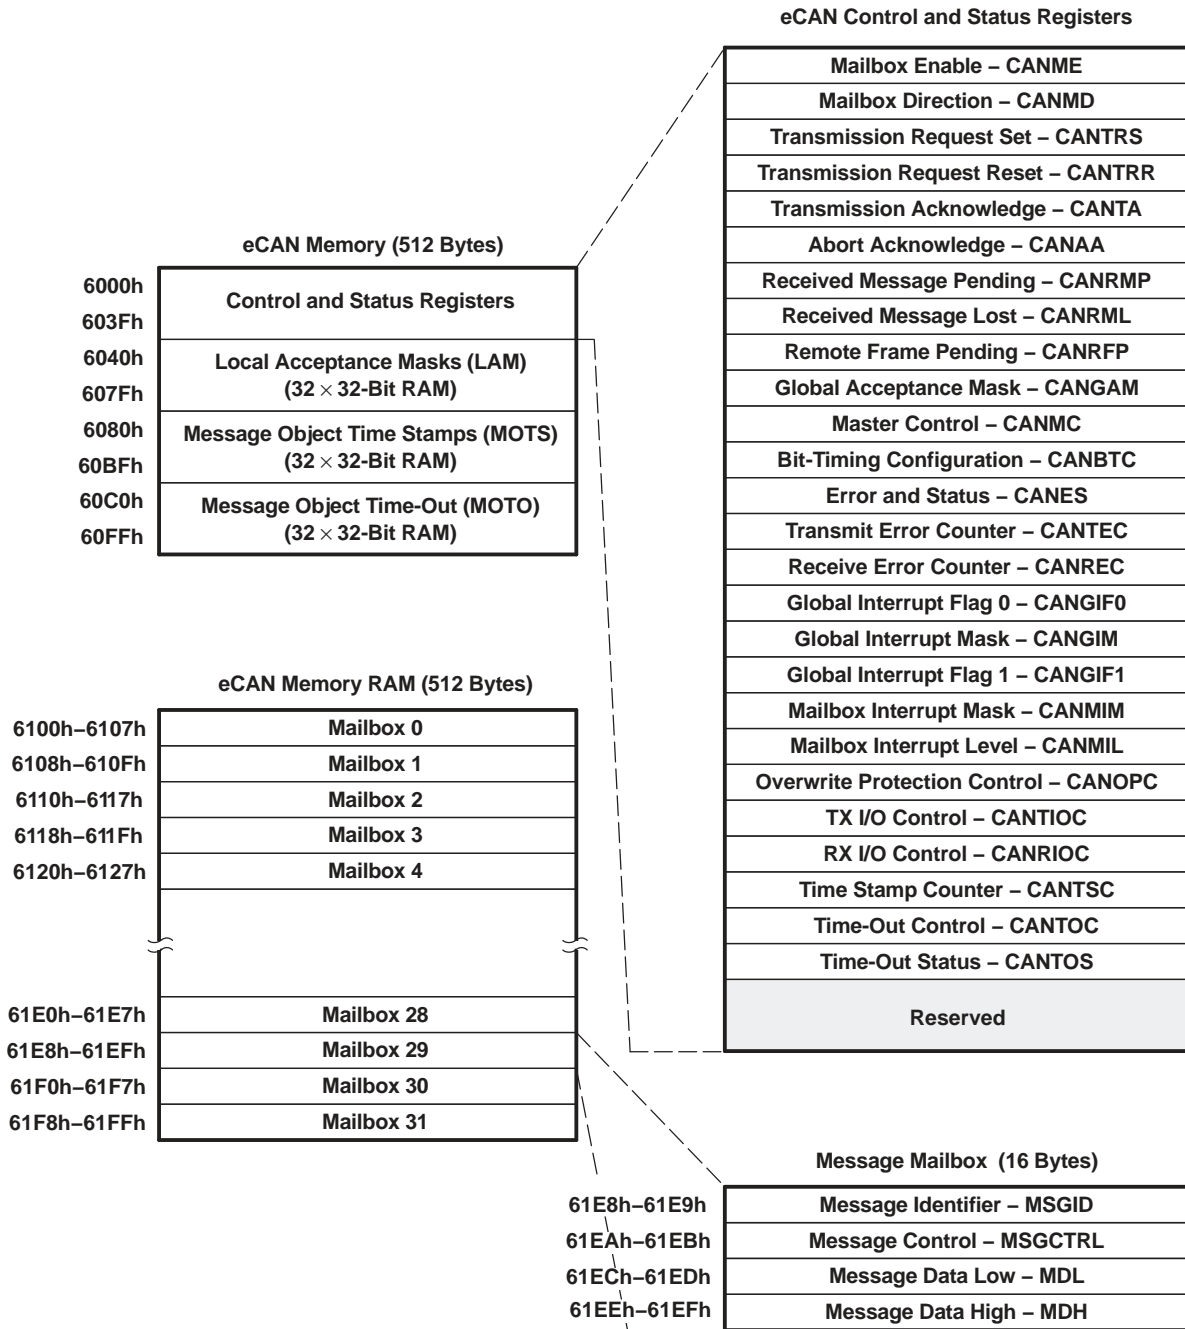 eCAN Control and Status Registers
Mailbox Enable – CANME
Mailbox Direction – CANMD
Transmission Request Set – CANTRS
Transmission Request Reset – CANTRR
Transmission Acknowledge – CANTA
Abort Acknowledge – CANAA
Received Message Pending – CANRMP
Received Message Lost – CANRML
Remote Frame Pending – CANRFP
Global Acceptance Mask – CANGAM
Master Control – CANMC
Bit-Timing Configuration – CANBTC
Error and Status – CANES
Transmit Error Counter – CANTEC
Receive Error Counter – CANREC
Global Interrupt Flag 0 – CANGIF0
Global Interrupt Mask – CANGIM
Global Interrupt Flag 1 – CANGIF1
Mailbox Interrupt Mask – CANMIM
Mailbox Interrupt Level – CANMIL
Overwrite Protection Control – CANOPC
TX I/O Control – CANTIOC
RX I/O Control – CANRIOC
Time Stamp Counter – CANTSC
Time-Out Control – CANTOC
Time-Out Status – CANTOS
Reserved
eCAN Memory (512 Bytes)
6000h
Control and Status Registers
603Fh
6040h
Local Acceptance Masks (LAM)
(32 × 32-Bit RAM)
607Fh
6080h
Message Object Time Stamps (MOTS)
(32 × 32-Bit RAM)
60BFh
60C0h
Message Object Time-Out (MOTO)
(32 × 32-Bit RAM)
60FFh
eCAN Memory RAM (512 Bytes)
6100h–6107h Mailbox 0
6108h–610Fh Mailbox 1
6110h–6117h Mailbox 2
6118h–611Fh Mailbox 3
6120h–6127h Mailbox 4
61E0h–61E7h Mailbox 28
61E8h–61EFh Mailbox 29
61F0h–61F7h Mailbox 30
61F8h–61FFh Mailbox 31
Message Mailbox (16 Bytes)
61E8h–61E9h Message Identifier – MSGID
61EAh–61EBh Message Control – MSGCTRL
61ECh–61EDh Message Data Low – MDL
61EEh–61EFh Message Data High – MDH